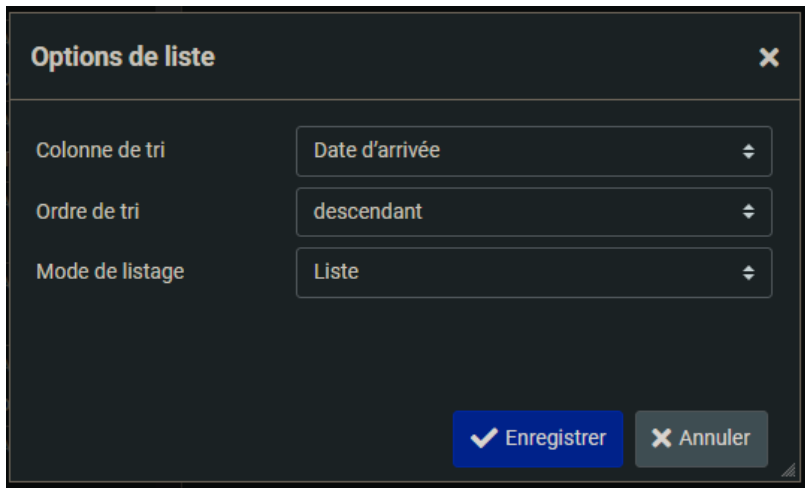 Options de liste
Colonne de tri Date d’arrivée
Ordre de tri descendant
Mode de listage Liste
Enregistrer Annuler